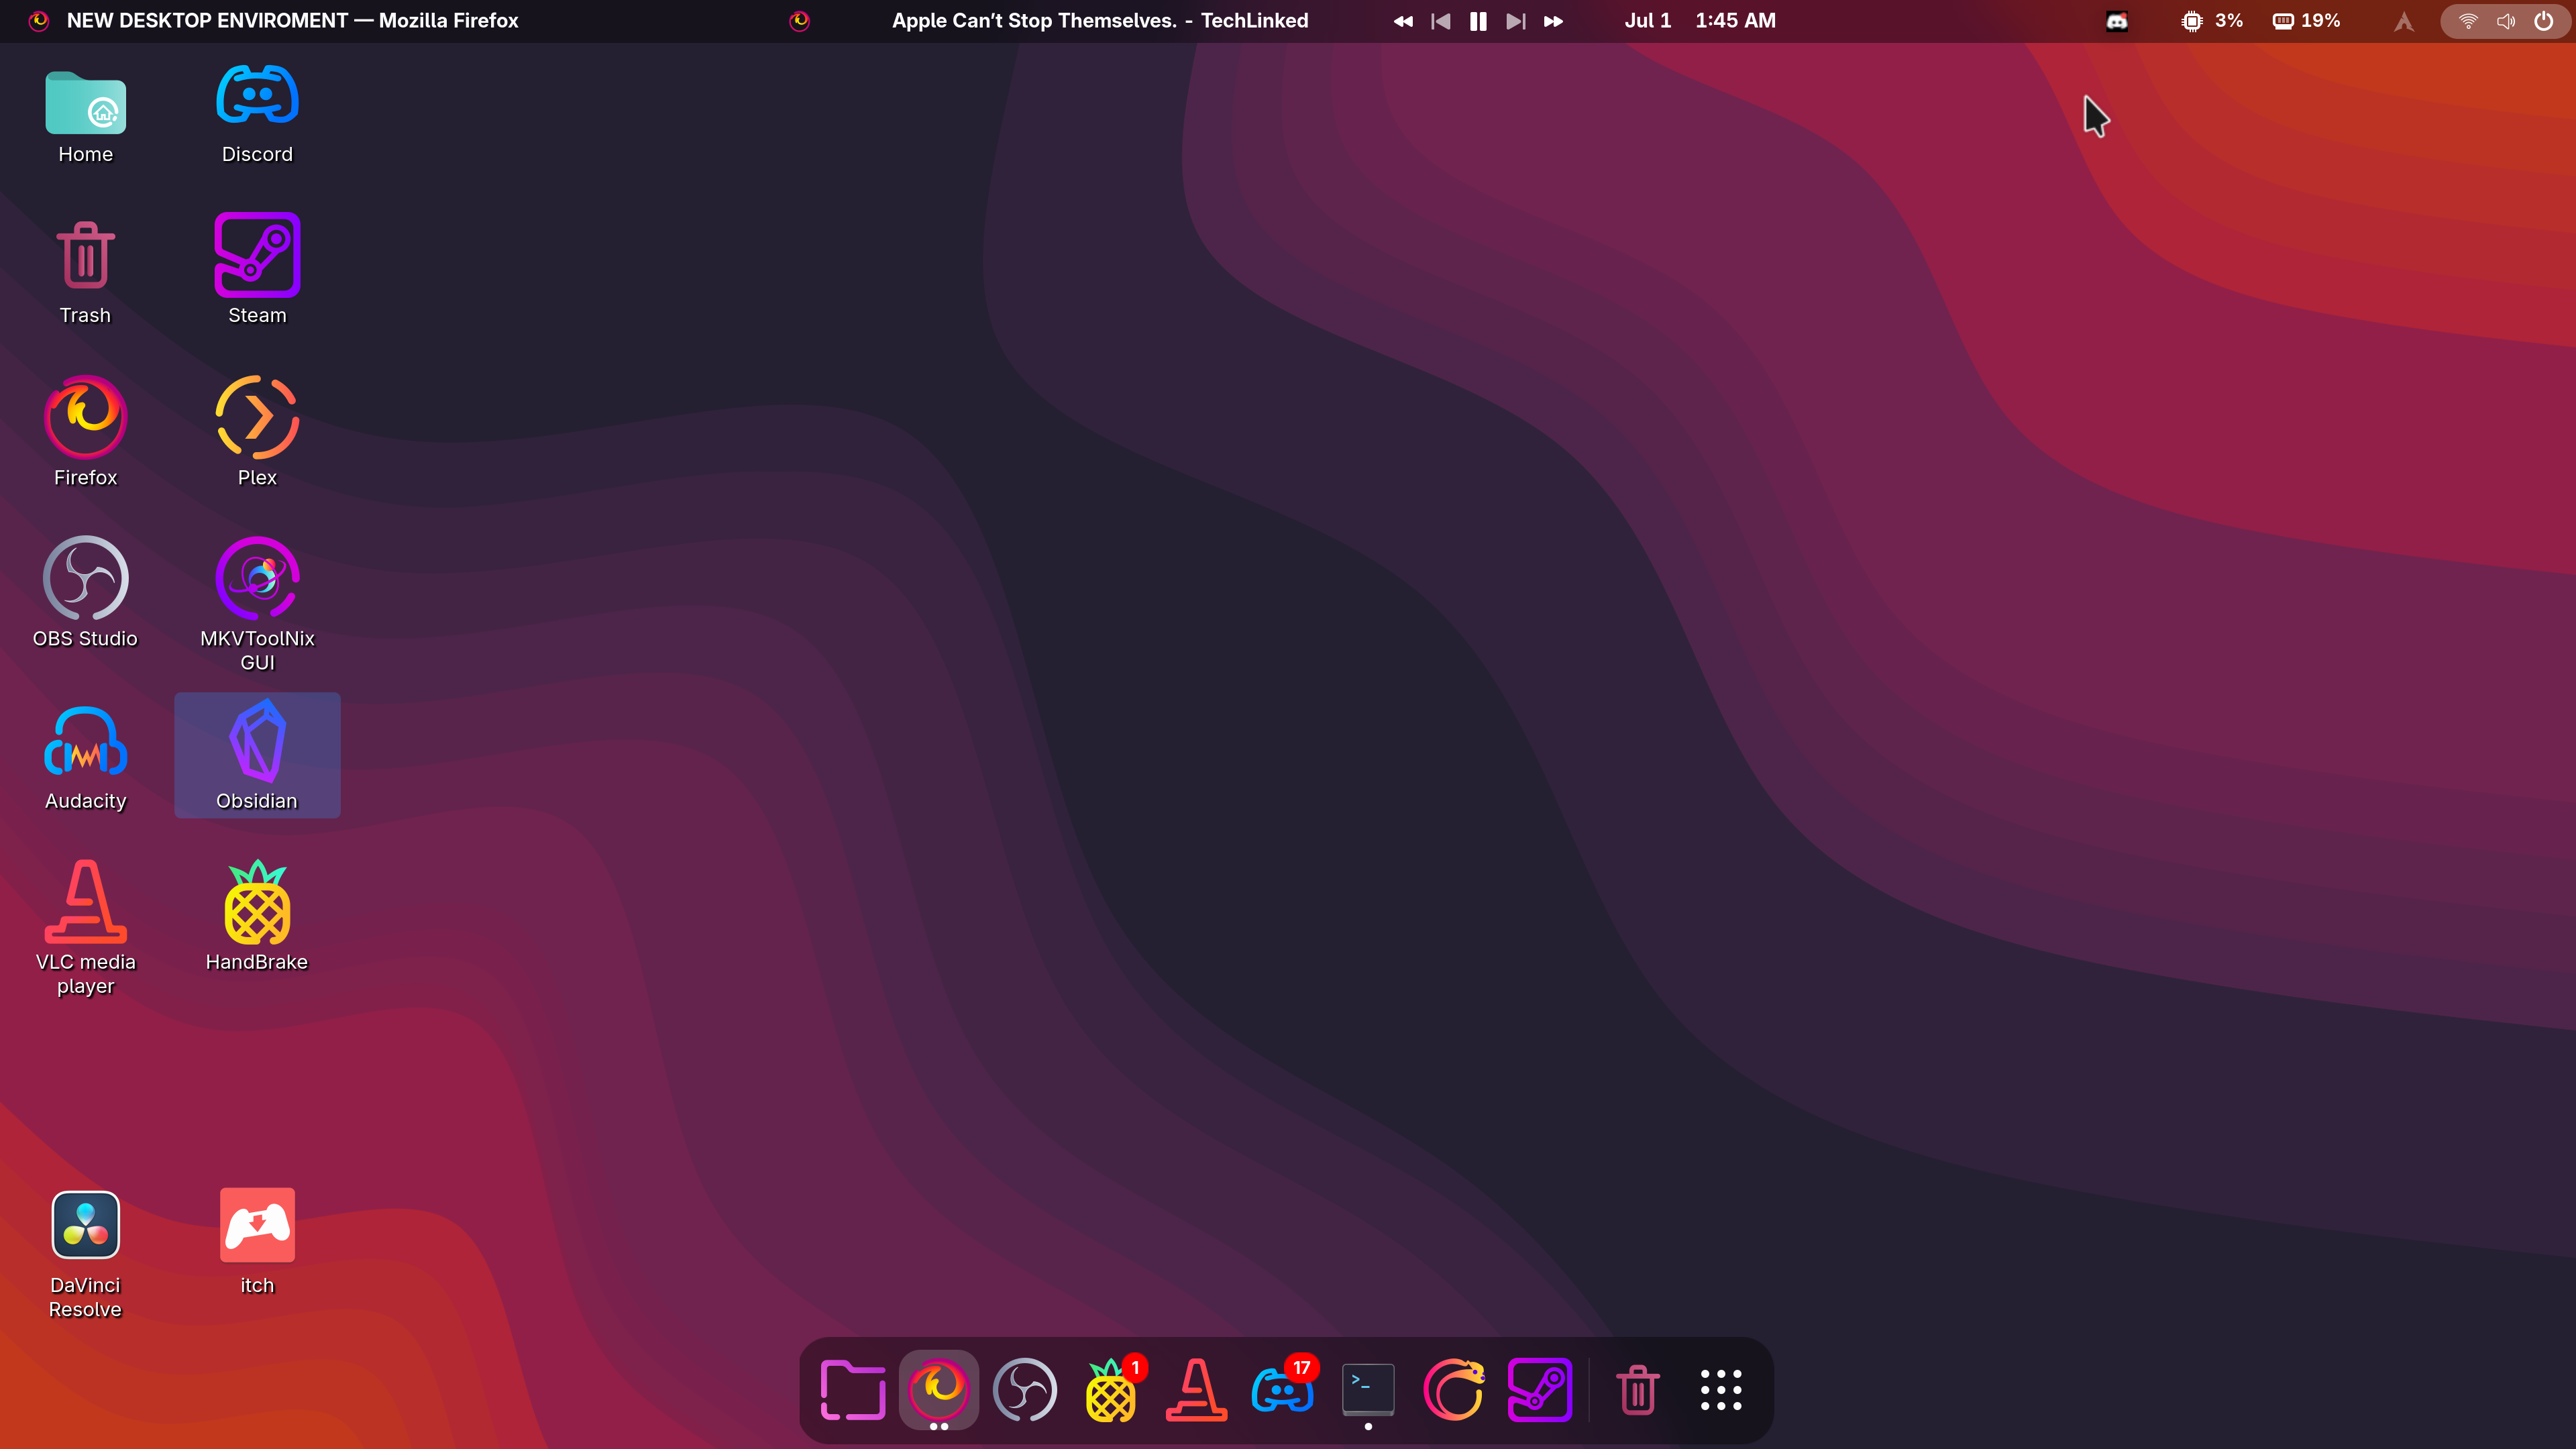 NEW DESKTOP ENVIROMENT — Mozilla Firefox
Apple Can't Stop Themselves. - TechLinked
Jul 1 1:45 AM
3%
19%
Home
Discord
Trash
Steam
Firefox
Plex
OBS Studio
MKVToolNix
GUI
Audacity
Obsidian
VLC media
player
HandBrake
DaVinci
Resolve
itch
1
17
>_